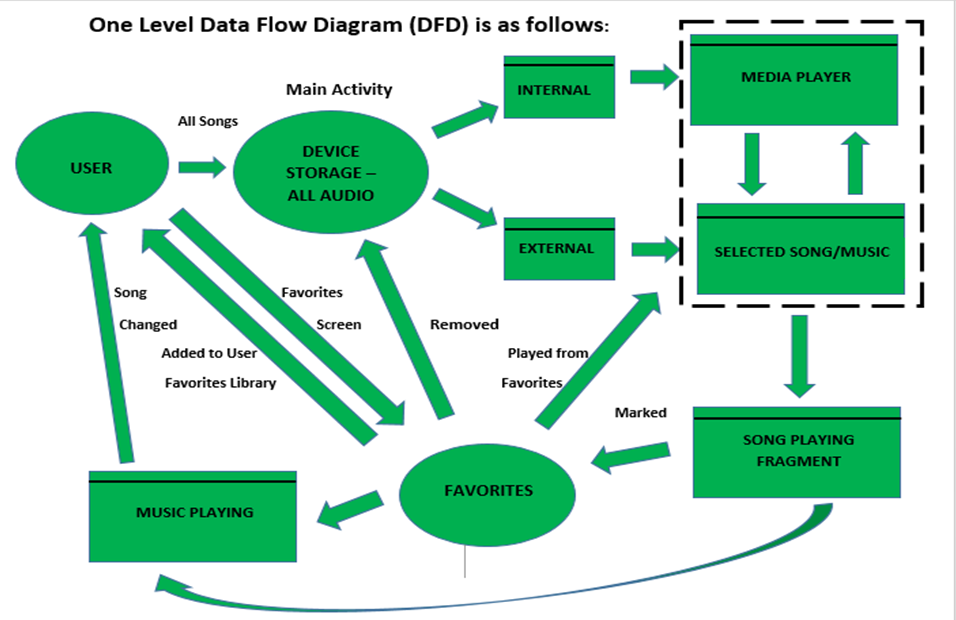 One Level Data Flow Diagram (DFD) is as follows:
Main Activity
All Songs
USER
DEVICE
STORAGE –
ALL AUDIO
INTERNAL
EXTERNAL
MEDIA PLAYER
SELECTED SONG/MUSIC
Song
Changed
Added to User
Favorites Library
Favorites
Screen
Removed
Played from
Favorites
Marked
SONG PLAYING
FRAGMENT
FAVORITES
MUSIC PLAYING